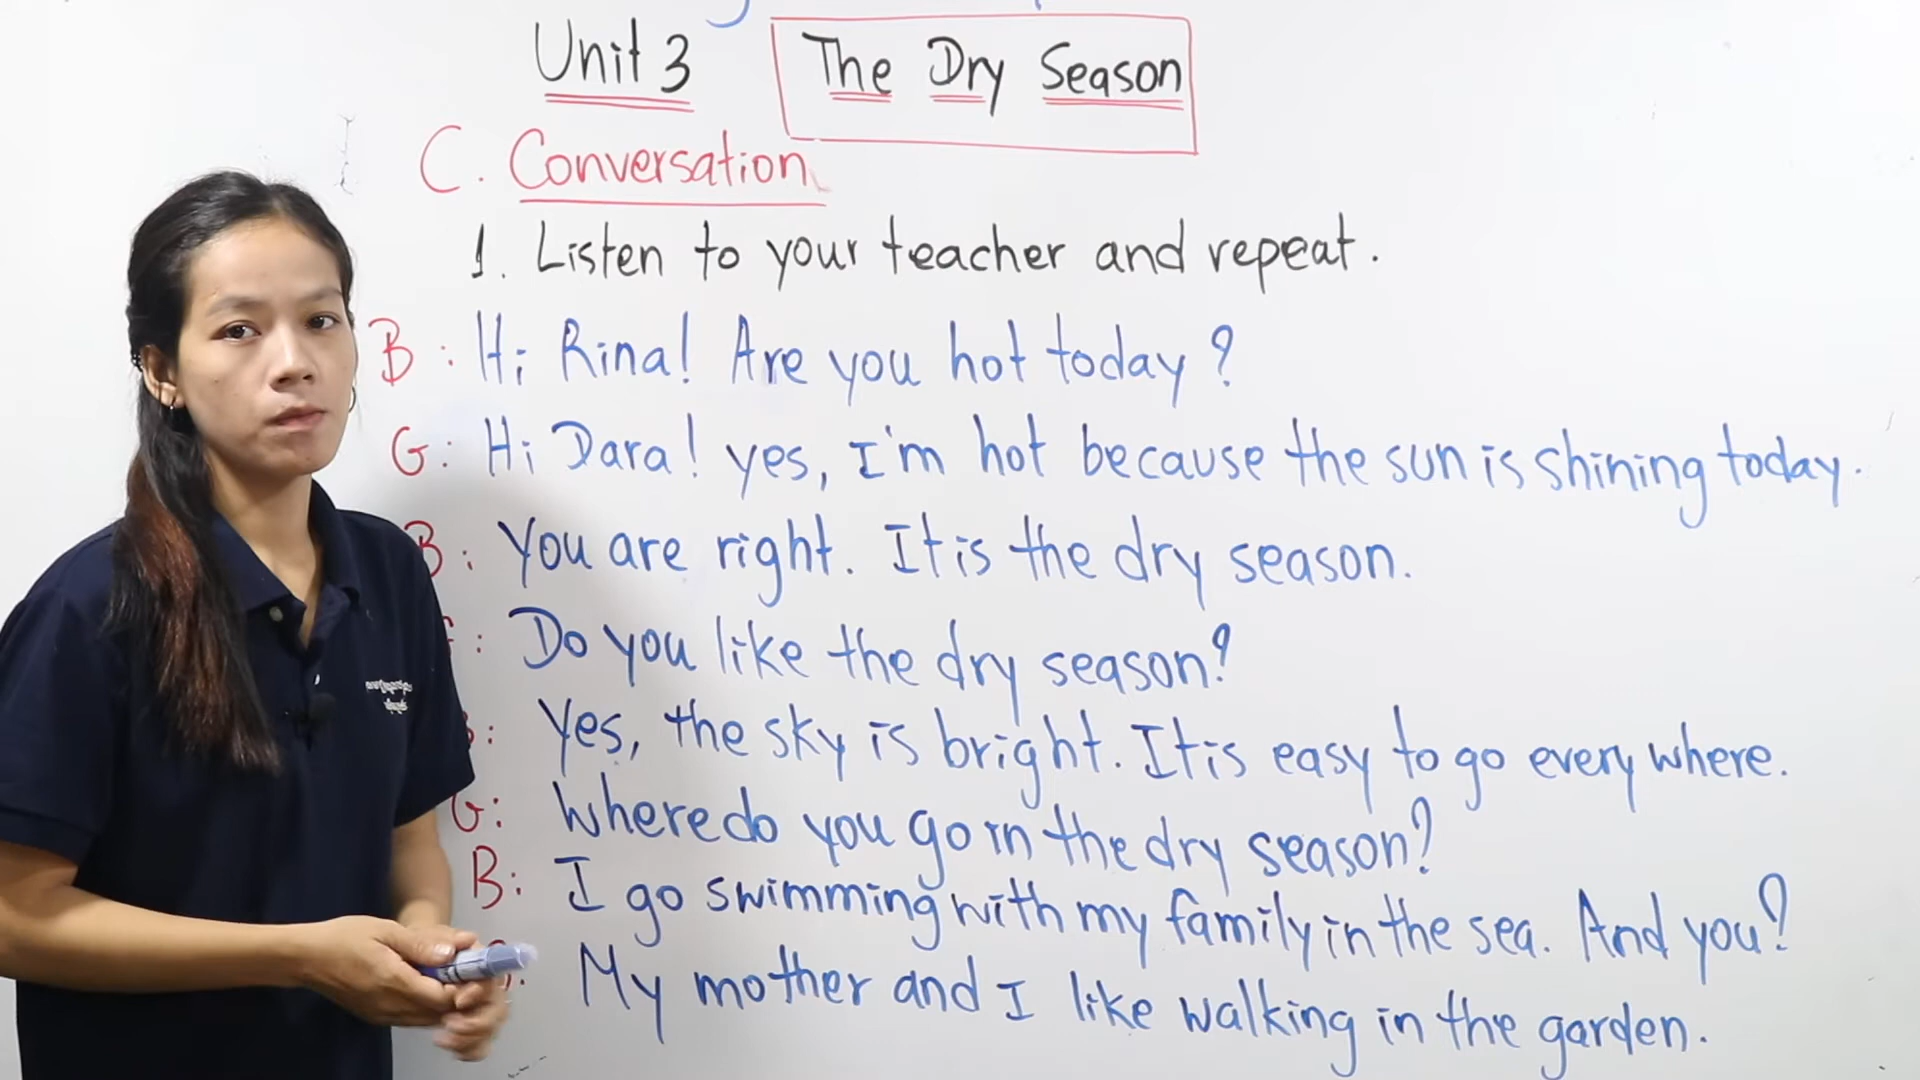 Unit 3 The Dry Season
C. Conversation
1. Listen to your teacher and repeat.
B: Hi Rina! Are you hot today?
G: Hi Dara! yes, I'm hot because the sun is shining today.
B: You are right. It is the dry season.
: Do you like the dry season?
: Yes, the sky is bright. It is easy to go every where.
G: Where do you go in the dry season?
B: I go swimming with my family in the sea. And you?
: My mother and I like walking in the garden.